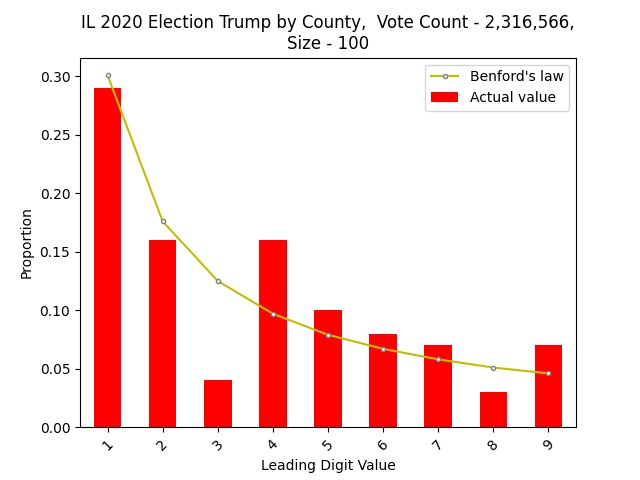 IL 2020 Election Trump by County,  Vote Count - 2,316,566,
Size - 100
Benford's law
Actual value
0.30
0.25
0.20
0.15
0.10
0.05
0.00
Proportion
1
2
3
4
5
6
7
8
9
Leading Digit Value